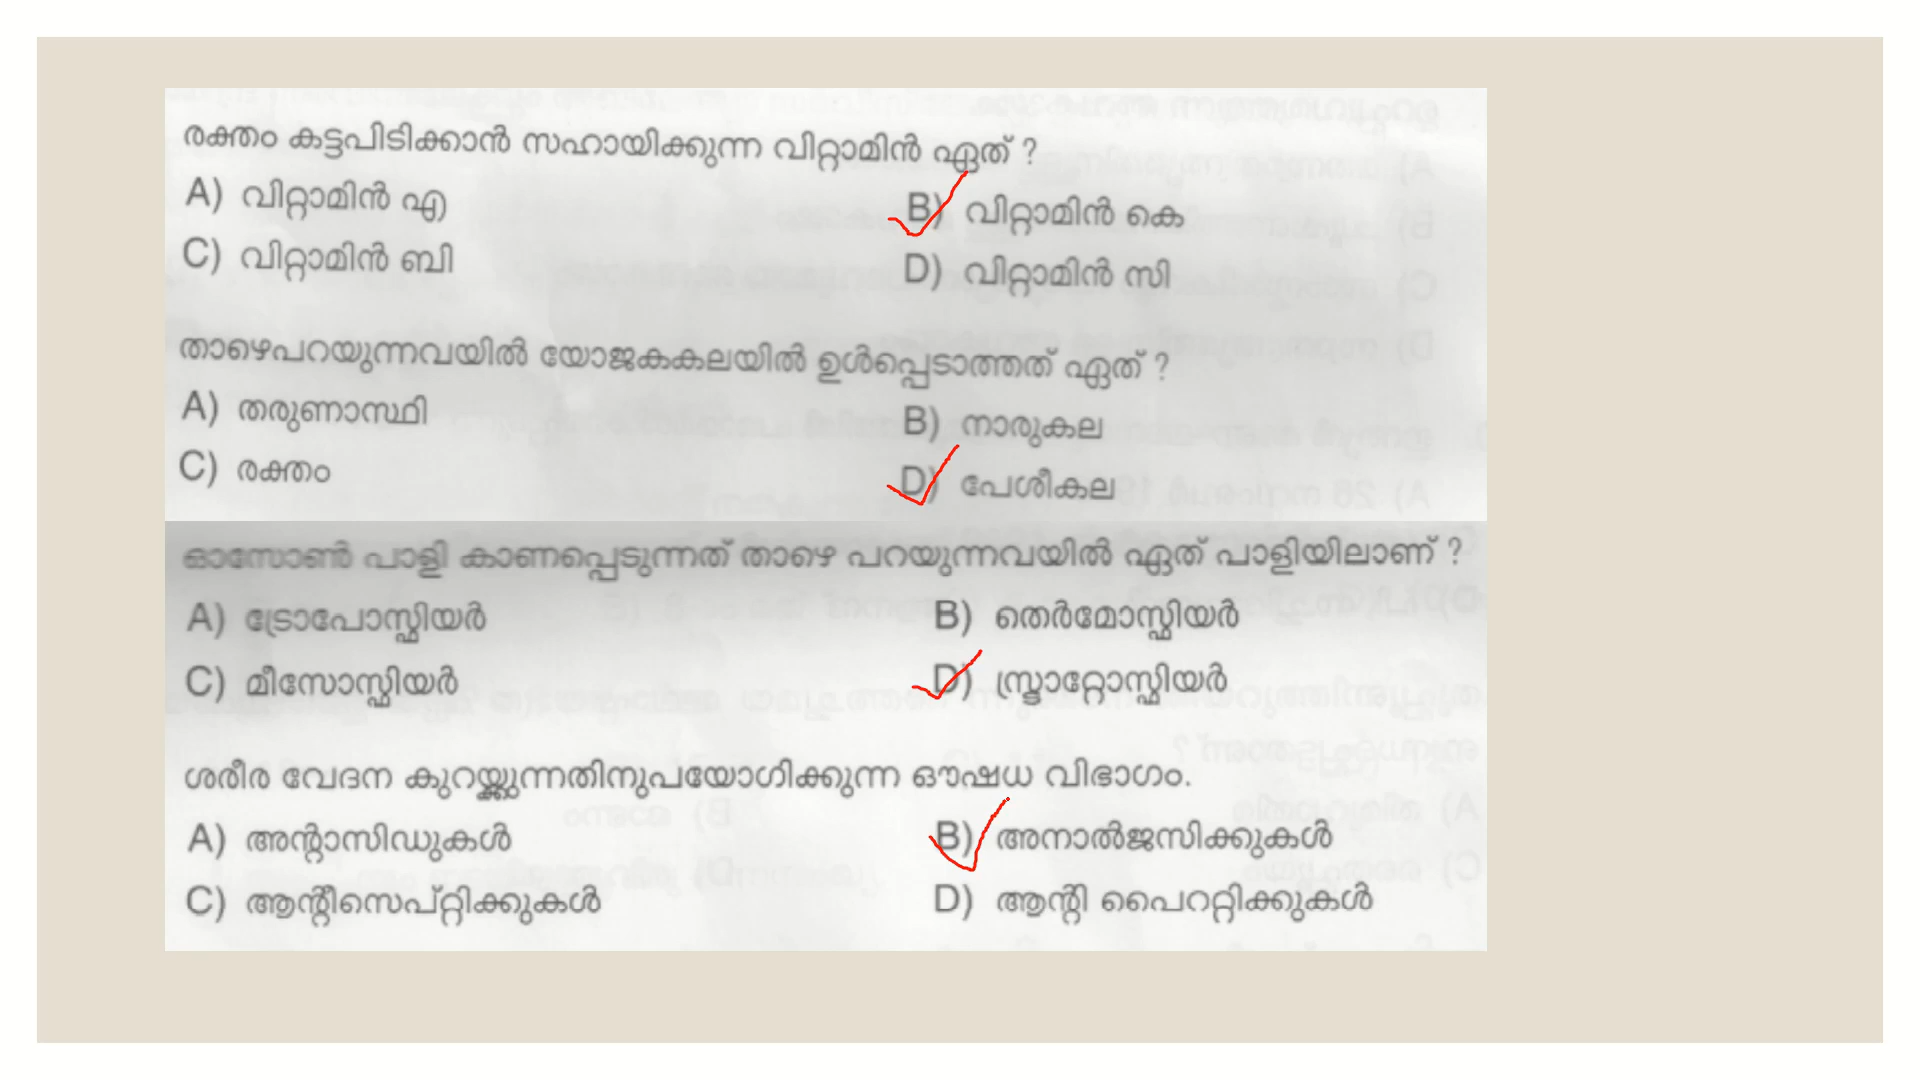 രക്തം കട്ടപിടിക്കാൻ സഹായിക്കുന്ന വിറ്റാമിൻ ഏത് ?
A) വിറ്റാമിൻ എ B) വിറ്റാമിൻ കെ
C) വിറ്റാമിൻ ബി D) വിറ്റാമിൻ സി
താഴെപറയുന്നവയിൽ യോജകകലയിൽ ഉൾപ്പെടാത്തത് ഏത് ?
A) തരുണാസ്ഥി B) നാരുകല
C) രക്തം D) പേശീകല
ഓസോൺ പാളി കാണപ്പെടുന്നത് താഴെ പറയുന്നവയിൽ ഏത് പാളിയിലാണ് ?
A) ട്രോപോസ്ഫിയർ B) തെർമോസ്ഫിയർ
C) മീസോസ്ഫിയർ D) സ്ട്രാറ്റോസ്ഫിയർ
ശരീര വേദന കുറയ്ക്കുന്നതിനുപയോഗിക്കുന്ന ഔഷധ വിഭാഗം.
A) അന്റാസിഡുകൾ B) അനാൽജസിക്കുകൾ
C) ആന്റീസെപ്റ്റിക്കുകൾ D) ആന്റി പൈററ്റിക്കുകൾ